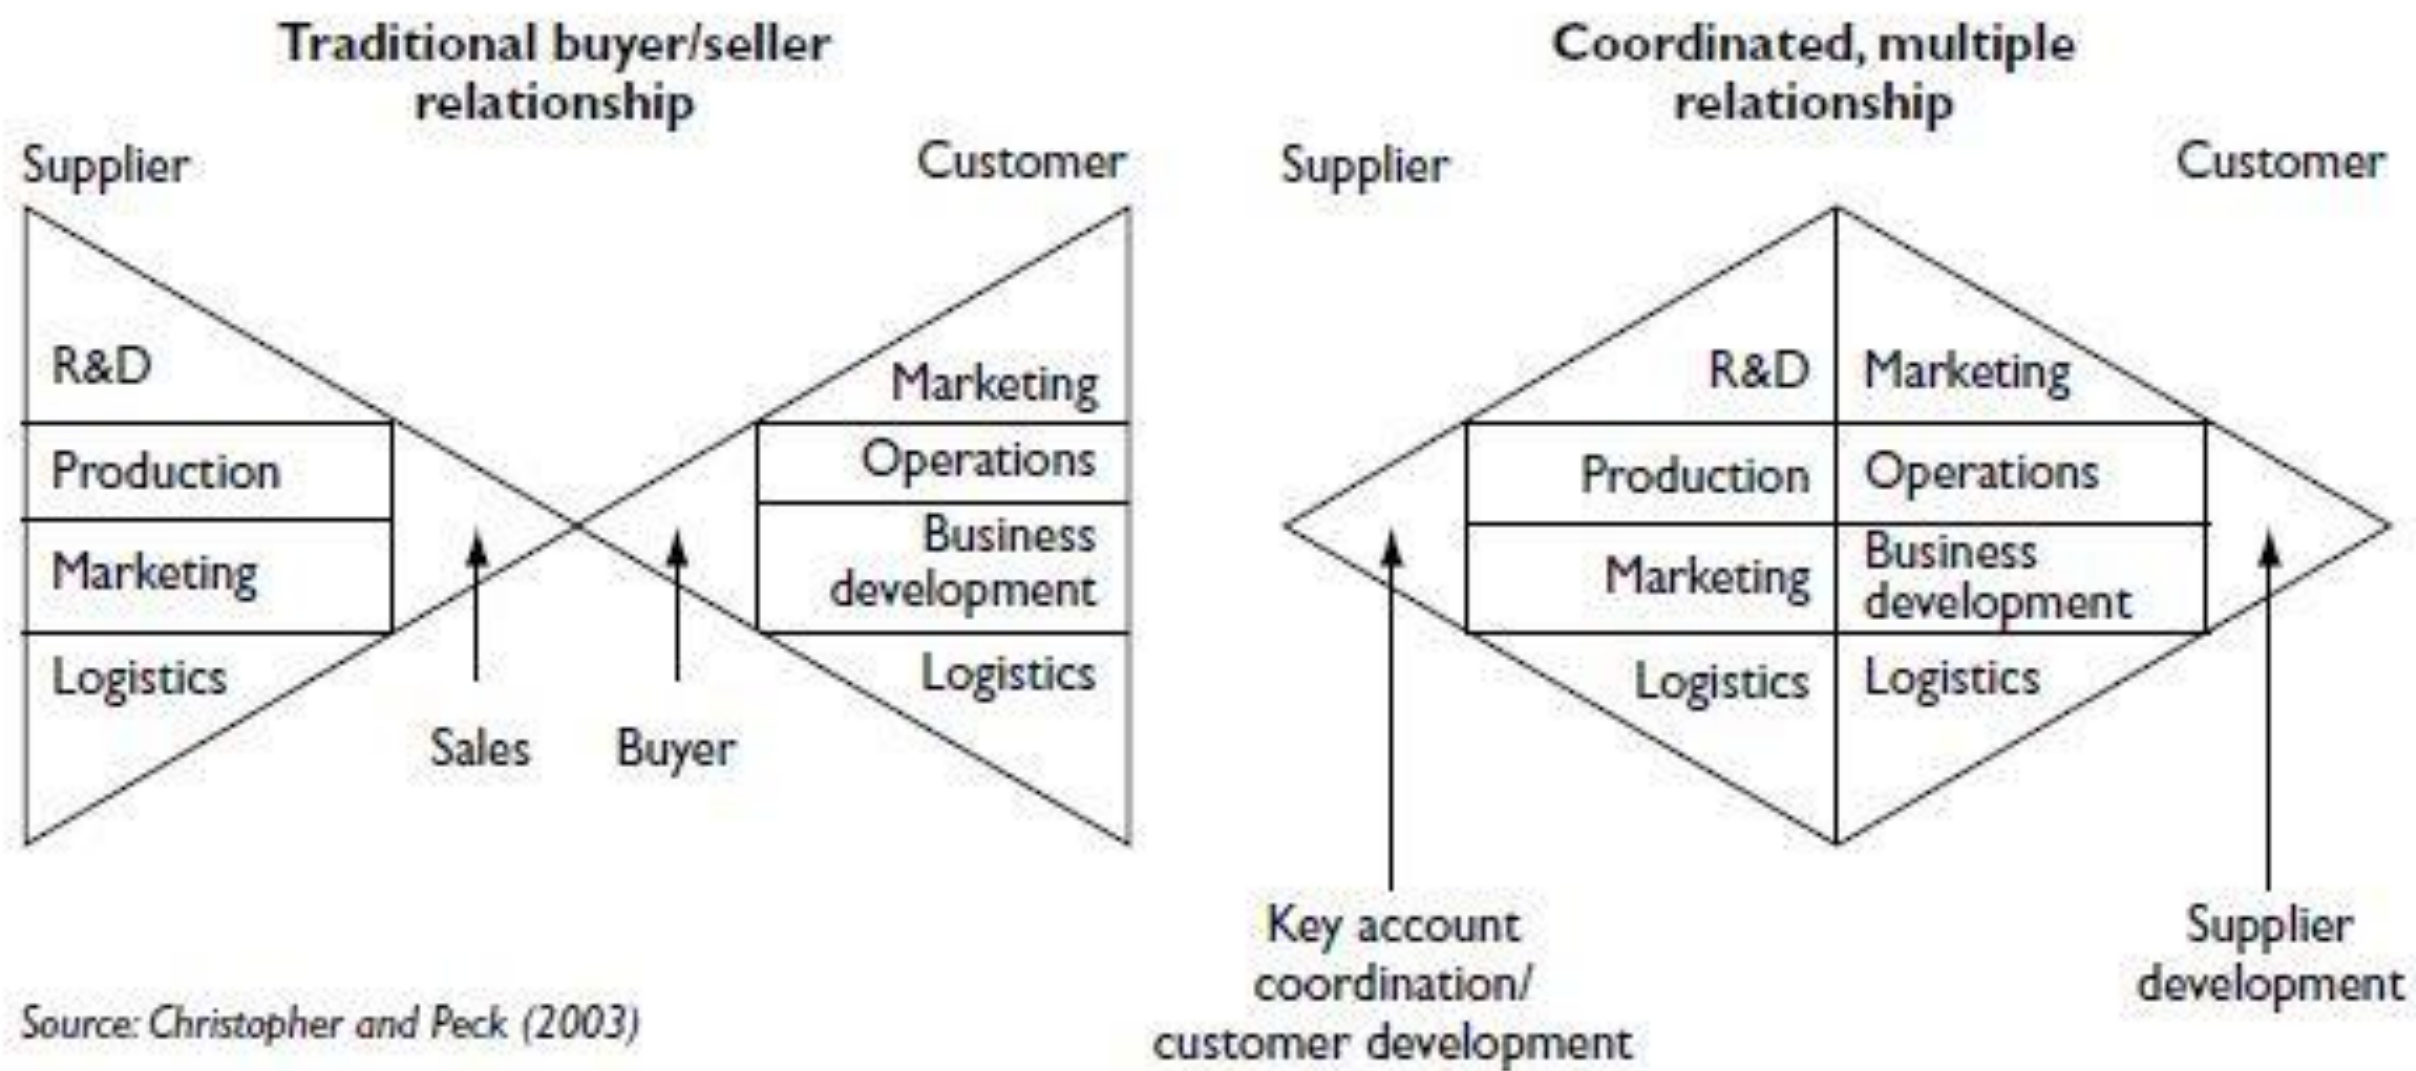 Traditional buyer/seller
relationship
Supplier
Customer
R&D
Production
Marketing
Logistics
Marketing
Operations
Business
development
Logistics
Sales
Buyer
Coordinated, multiple
relationship
Supplier
Customer
R&D
Marketing
Production
Operations
Marketing
Business
development
Logistics
Logistics
Key account
coordination/
customer development
Supplier
development
Source: Christopher and Peck (2003)